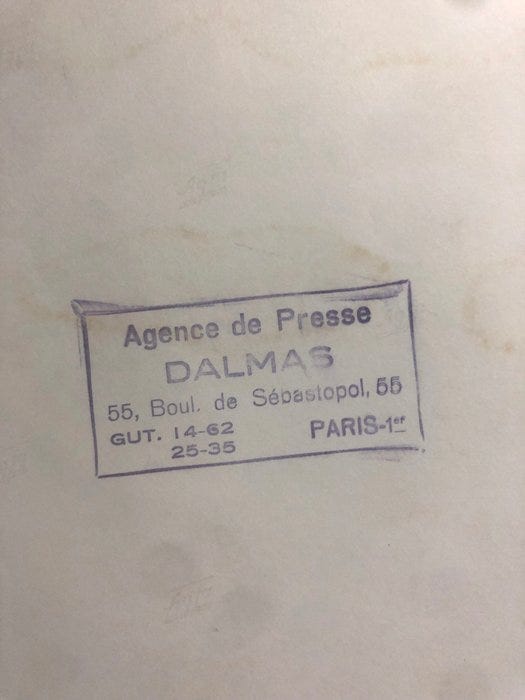 Agence de Presse
DALMAS
55, Boul. de Sébastopol, 55
GUT. 14-62 PARIS-1er
25-35